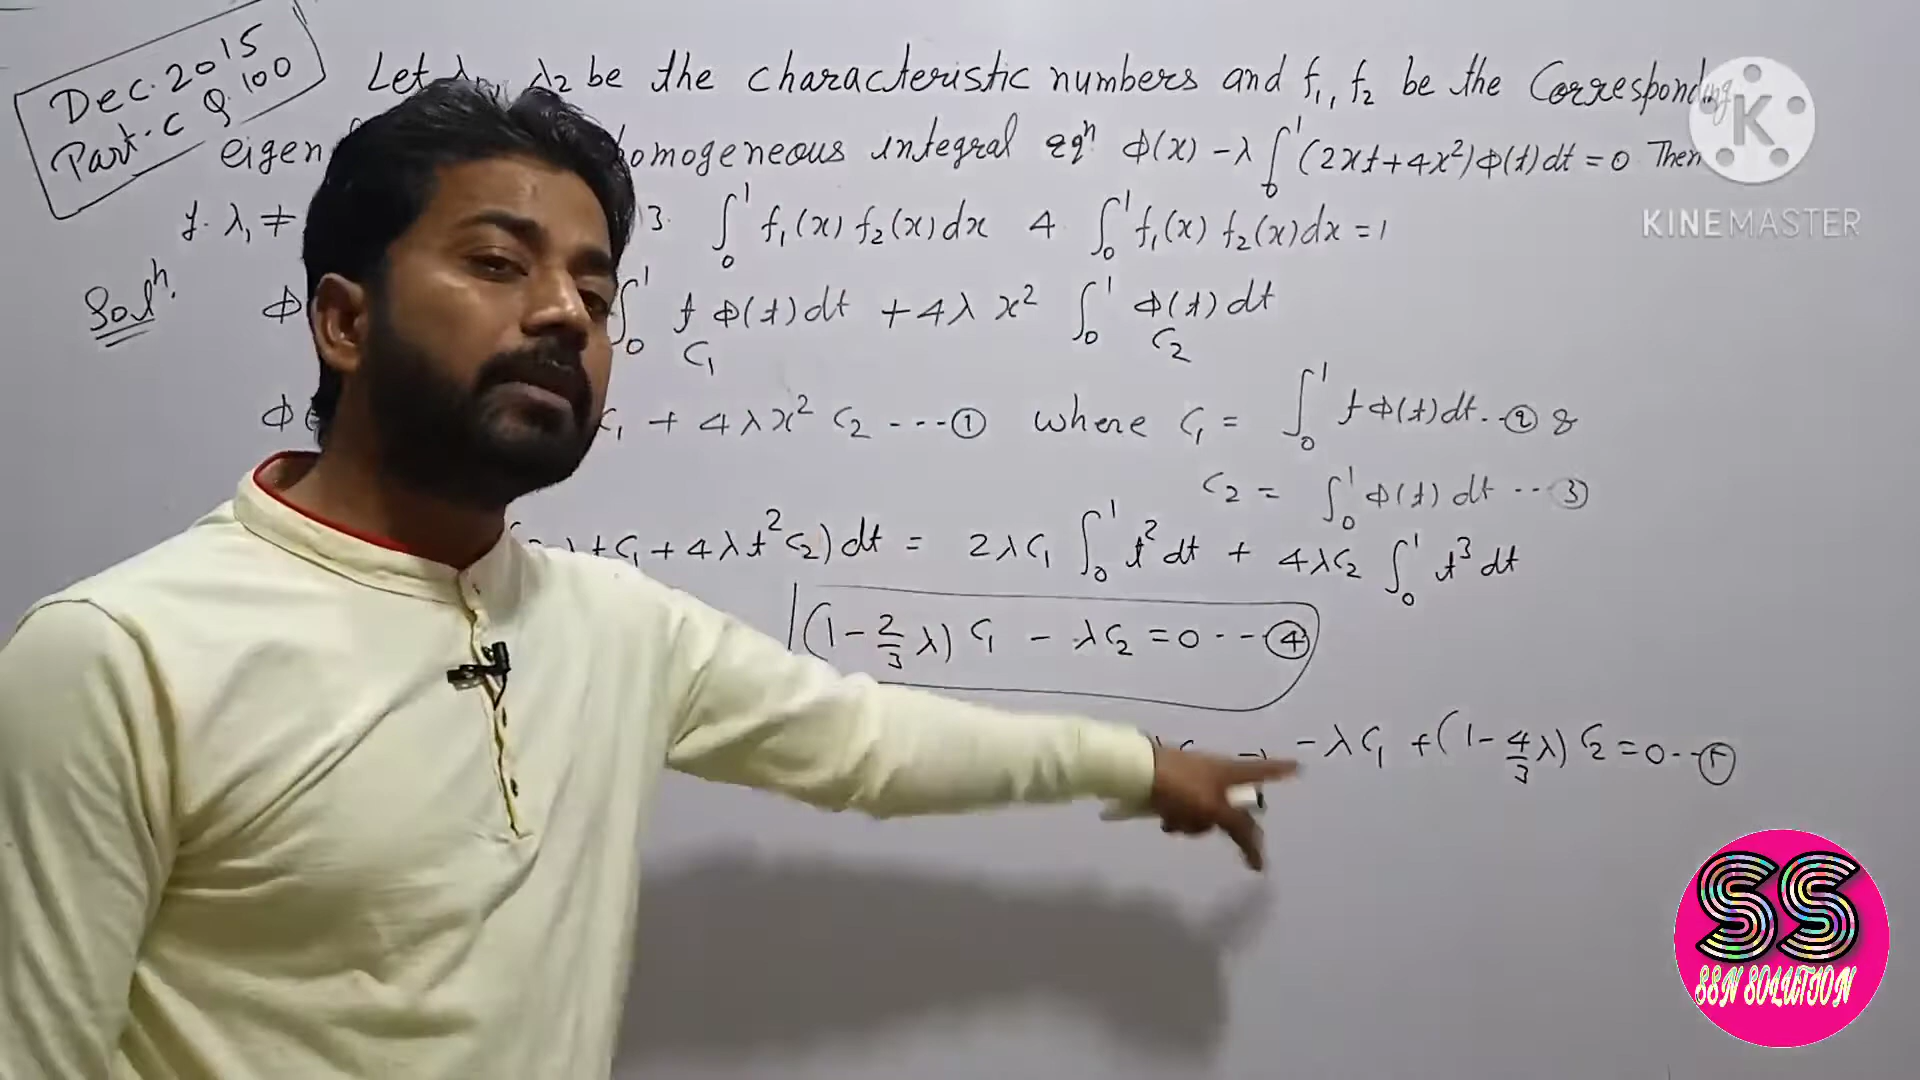 Dec. 2015
Part-C Q. 100
Let λ₁, λ₂ be the characteristic numbers and f₁, f₂ be the Corresponding
eigen homogeneous integral eqⁿ ϕ(x) - λ ∫₀¹ (2xt + 4x²) ϕ(t) dt = 0 Then
1. λ₁ ≠ 3. ∫₀¹ f₁(x) f₂(x) dx 4. ∫₀¹ f₁(x) f₂(x) dx = 1
Solⁿ.
ϕ ∫₀¹ t ϕ(t) dt + 4λ x² ∫₀¹ ϕ(t) dt
C₁ C₂
ϕ( C₁ + 4λx² C₂ ---- ① where C₁ = ∫₀¹ t ϕ(t) dt -- ② &
C₂ = ∫₀¹ ϕ(t) dt --- ③
λt C₁ + 4λt² C₂) dt = 2λC₁ ∫₀¹ t² dt + 4λC₂ ∫₀¹ t³ dt
(1 - 2/3 λ) C₁ - λC₂ = 0 --- ④
-λC₁ + (1 - 4/3 λ) C₂ = 0 -- ⑤
K
KINEMASTER
SS
SSN SOLUTION